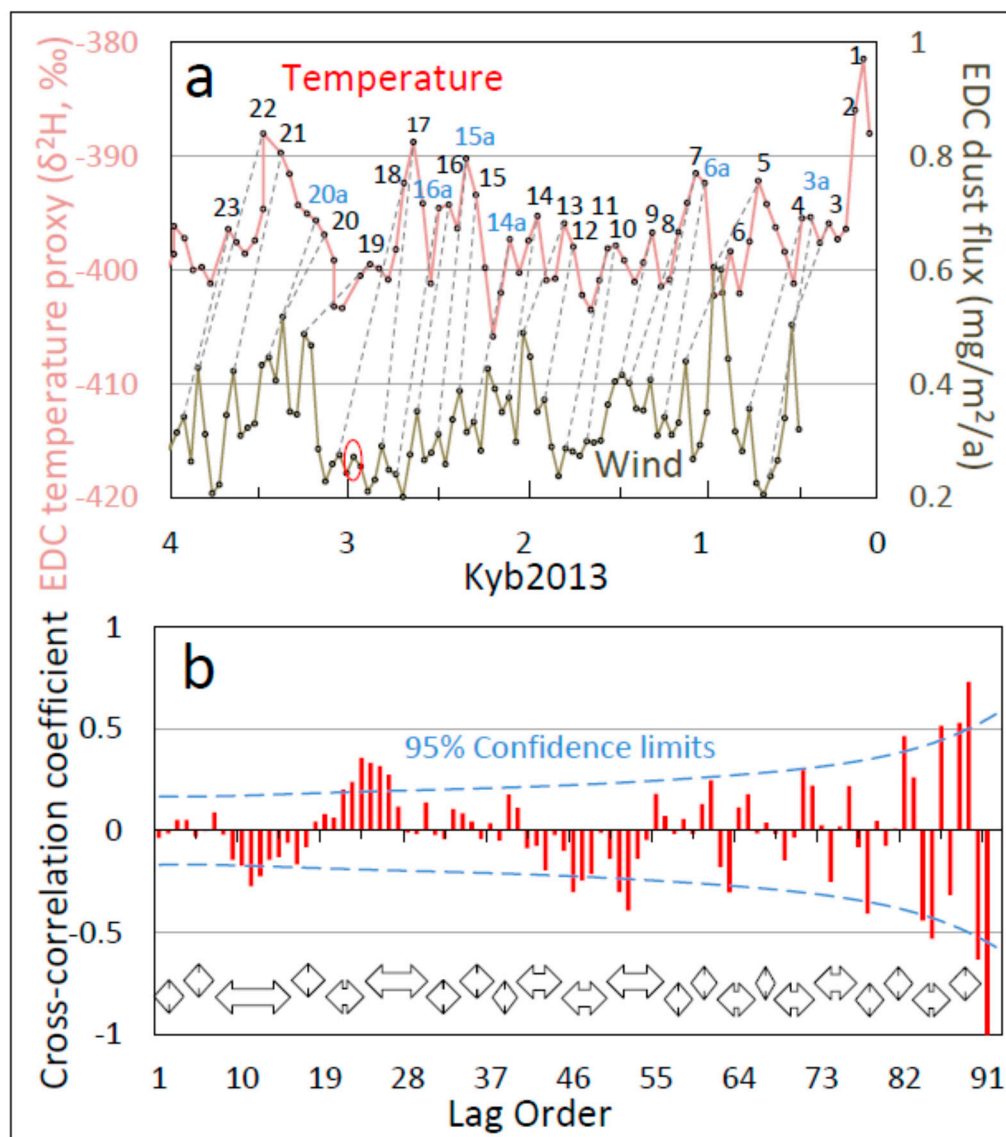 a
Temperature
EDC temperature proxy (δ²H, ‰)
-380
-390
-400
-410
-420
EDC dust flux (mg/m²/a)
1
0.8
0.6
0.4
0.2
23
22
21
20a
20
19
18
17
16a
16
15a
15
14a
14
13
12
11
10
9
8
7
6a
6
5
4
3a
3
2
1
Wind
4 3 2 1 0
Kyb2013
b
Cross-correlation coefficient
1
0.5
0
-0.5
-1
95% Confidence limits
1 10 19 28 37 46 55 64 73 82 91
Lag Order